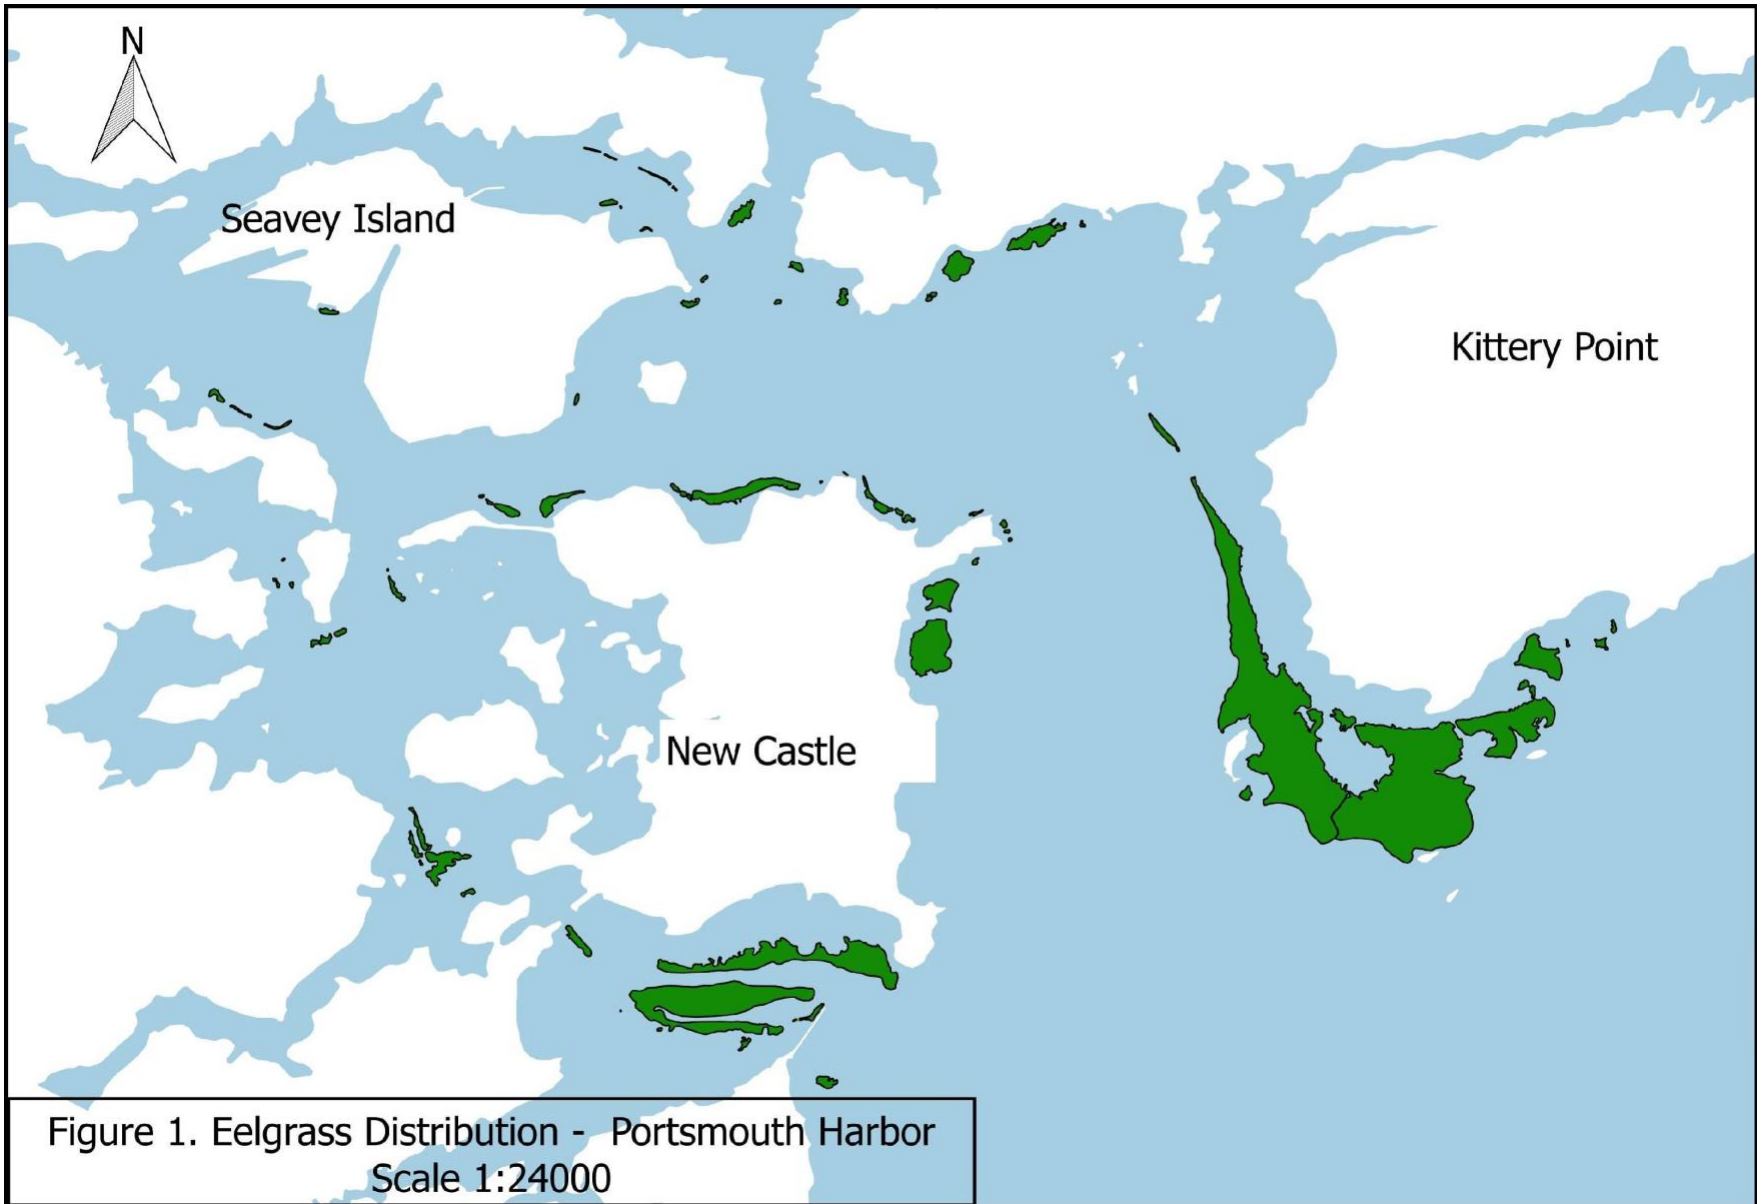 N
Seavey Island
Kittery Point
New Castle
Figure 1. Eelgrass Distribution - Portsmouth Harbor
Scale 1:24000